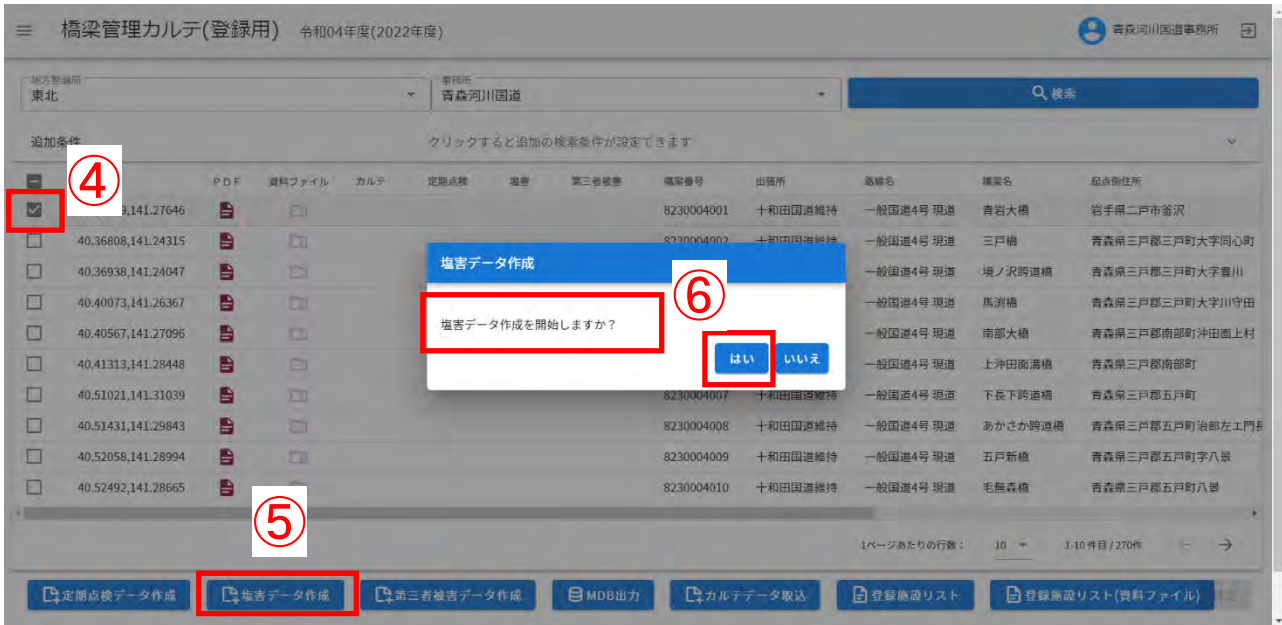 橋梁管理カルテ(登録用) 令和04年度(2022年度) 青森河川国道事務所
地方整備局 事務所
東北 青森河川国道 検索
追加条件 クリックすると追加の検索条件が設定できます
④
PDF 資料ファイル カルテ 定期点検 塩害 第三者被害 橋梁番号 出張所 路線名 橋梁名 起点側住所
9,141.27646 8230004001 十和田国道維持 一般国道4号 現道 青岩大橋 岩手県二戸市釜沢
40.36808,141.24315 8230004002 十和田国道維持 一般国道4号 現道 三戸橋 青森県三戸郡三戸町大字同心町
塩害データ作成
40.36938,141.24047 一般国道4号 現道 境ノ沢跨道橋 青森県三戸郡三戸町大字豊川
⑥
40.40073,141.26367 一般国道4号 現道 馬渕橋 青森県三戸郡三戸町大字川守田
塩害データ作成を開始しますか？
40.40567,141.27096 一般国道4号 現道 南部大橋 青森県三戸郡南部町沖田面上村
はい いいえ
40.41313,141.28448 一般国道4号 現道 上沖田面溝橋 青森県三戸郡南部町
40.51021,141.31039 8230004007 十和田国道維持 一般国道4号 現道 下長下跨道橋 青森県三戸郡五戸町
40.51431,141.29843 8230004008 十和田国道維持 一般国道4号 現道 あかさか跨道橋 青森県三戸郡五戸町治郎左エ門長
40.52058,141.28994 8230004009 十和田国道維持 一般国道4号 現道 五戸新橋 青森県三戸郡五戸町字八景
40.52492,141.28665 8230004010 十和田国道維持 一般国道4号 現道 毛無森橋 青森県三戸郡五戸町八景
⑤
1ページあたりの行数： 10 1-10 件目 / 270件
定期点検データ作成 塩害データ作成 第三者被害データ作成 MDB出力 カルテデータ取込 登録施設リスト 登録施設リスト(資料ファイル)